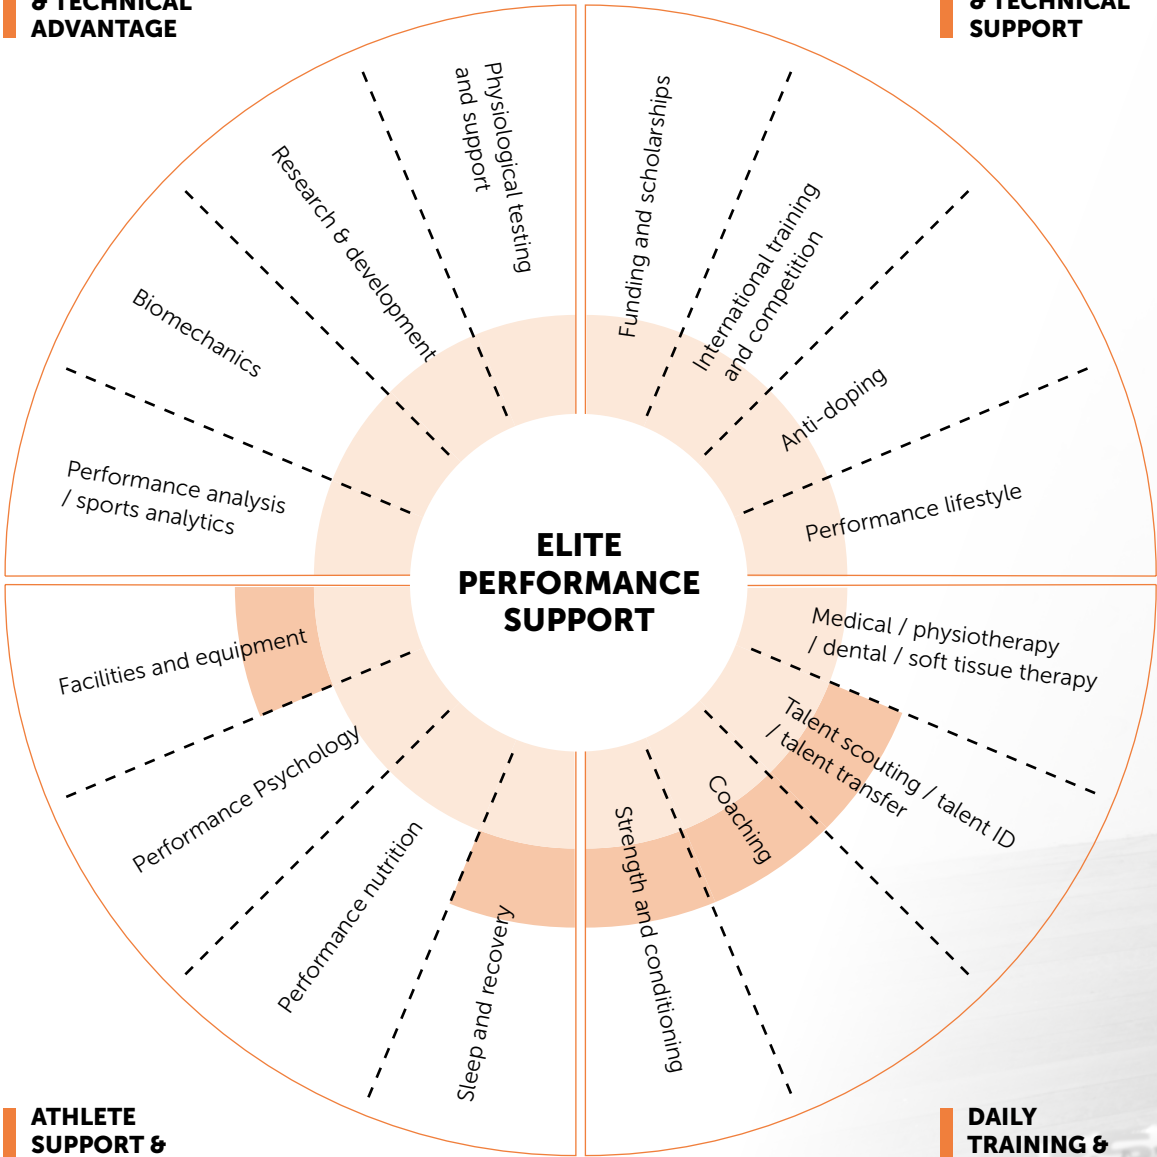 & TECHNICAL
ADVANTAGE
& TECHNICAL
SUPPORT
Physiological testing
and support
Research & development
Biomechanics
Performance analysis
/ sports analytics
Funding and scholarships
International training
and competition
Anti-doping
Performance lifestyle
ELITE
PERFORMANCE
SUPPORT
Facilities and equipment
Performance Psychology
Performance nutrition
Sleep and recovery
Medical / physiotherapy
/ dental / soft tissue therapy
Talent scouting / talent ID
/ talent transfer
Coaching
Strength and conditioning
ATHLETE
SUPPORT &
DAILY
TRAINING &